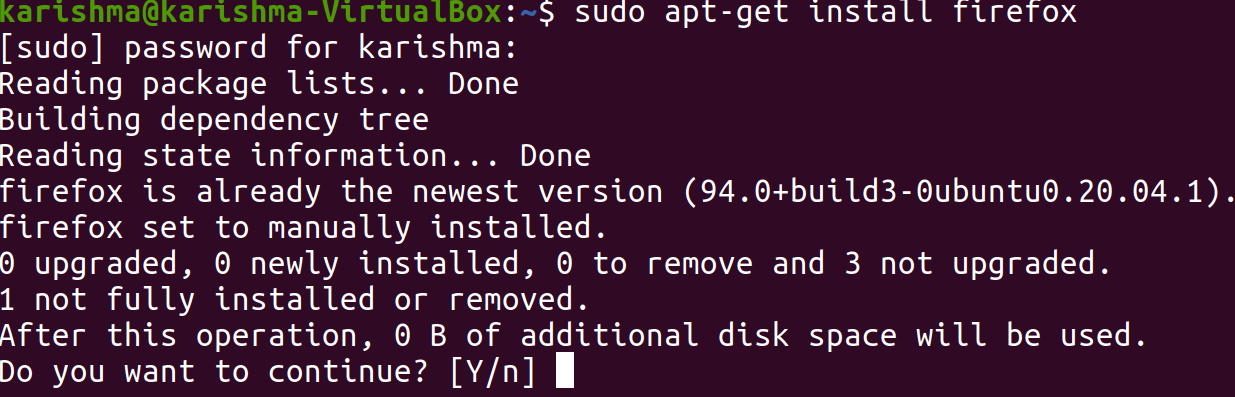 karishma@karishma-VirtualBox:~$ sudo apt-get install firefox
[sudo] password for karishma:
Reading package lists... Done
Building dependency tree
Reading state information... Done
firefox is already the newest version (94.0+build3-0ubuntu0.20.04.1).
firefox set to manually installed.
0 upgraded, 0 newly installed, 0 to remove and 3 not upgraded.
1 not fully installed or removed.
After this operation, 0 B of additional disk space will be used.
Do you want to continue? [Y/n]